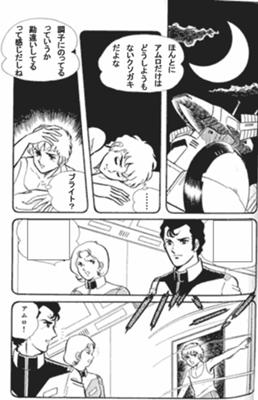 ほんとに
アムロだけは
どうしようも
ないクソガキ
だよな
……
調子にのってる
っていうか
勘違いしてる
って感じだしね
ブライト?
アムロ!